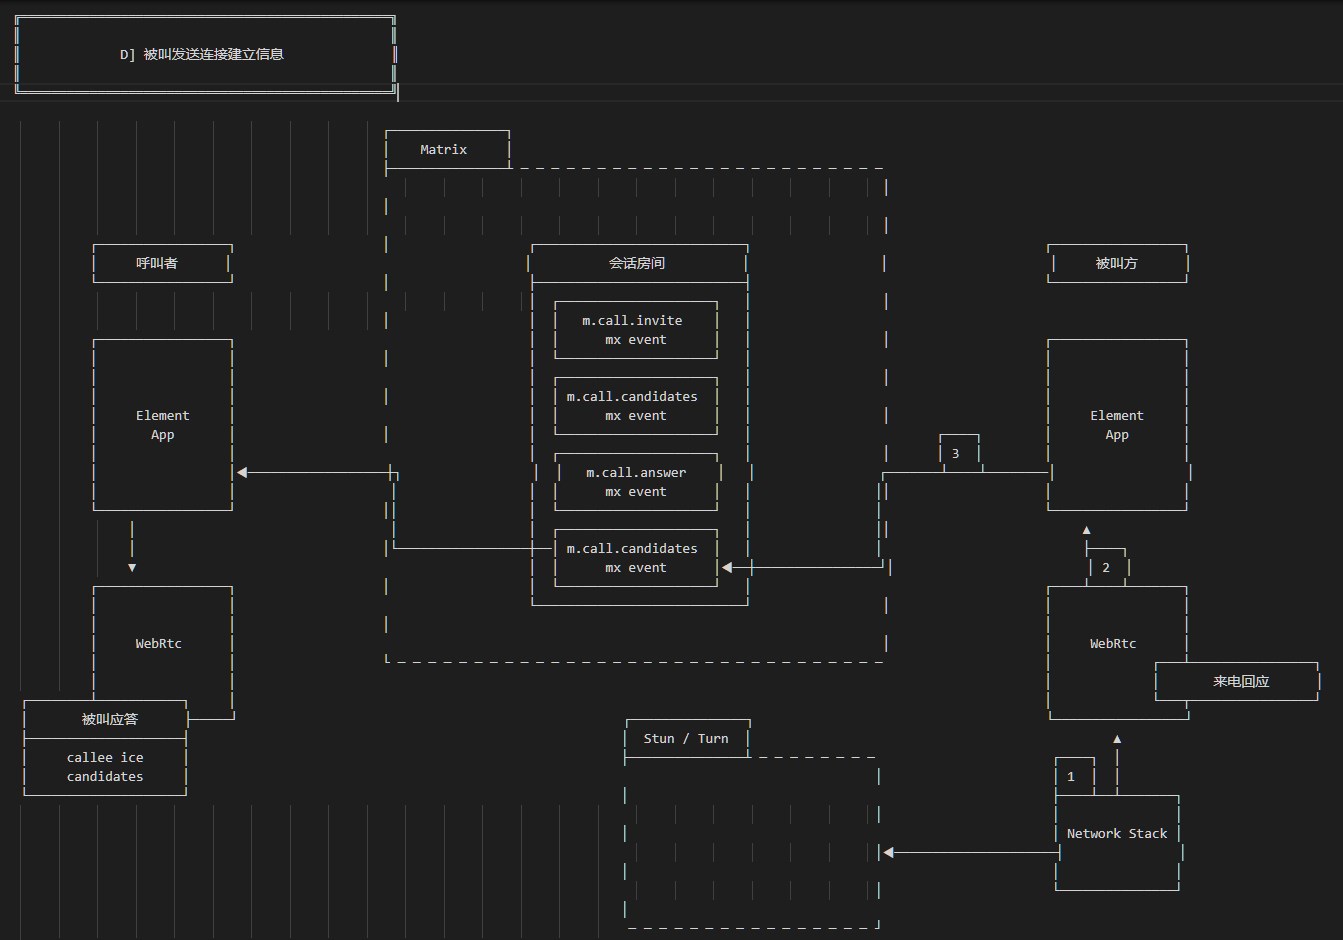 D] 被叫发送连接建立信息
Matrix
呼叫者
会话房间
被叫方
m.call.invite
mx event
m.call.candidates
mx event
Element
App
Element
App
3
m.call.answer
mx event
m.call.candidates
mx event
2
WebRtc
WebRtc
来电回应
被叫应答
callee ice
candidates
Stun / Turn
1
Network Stack